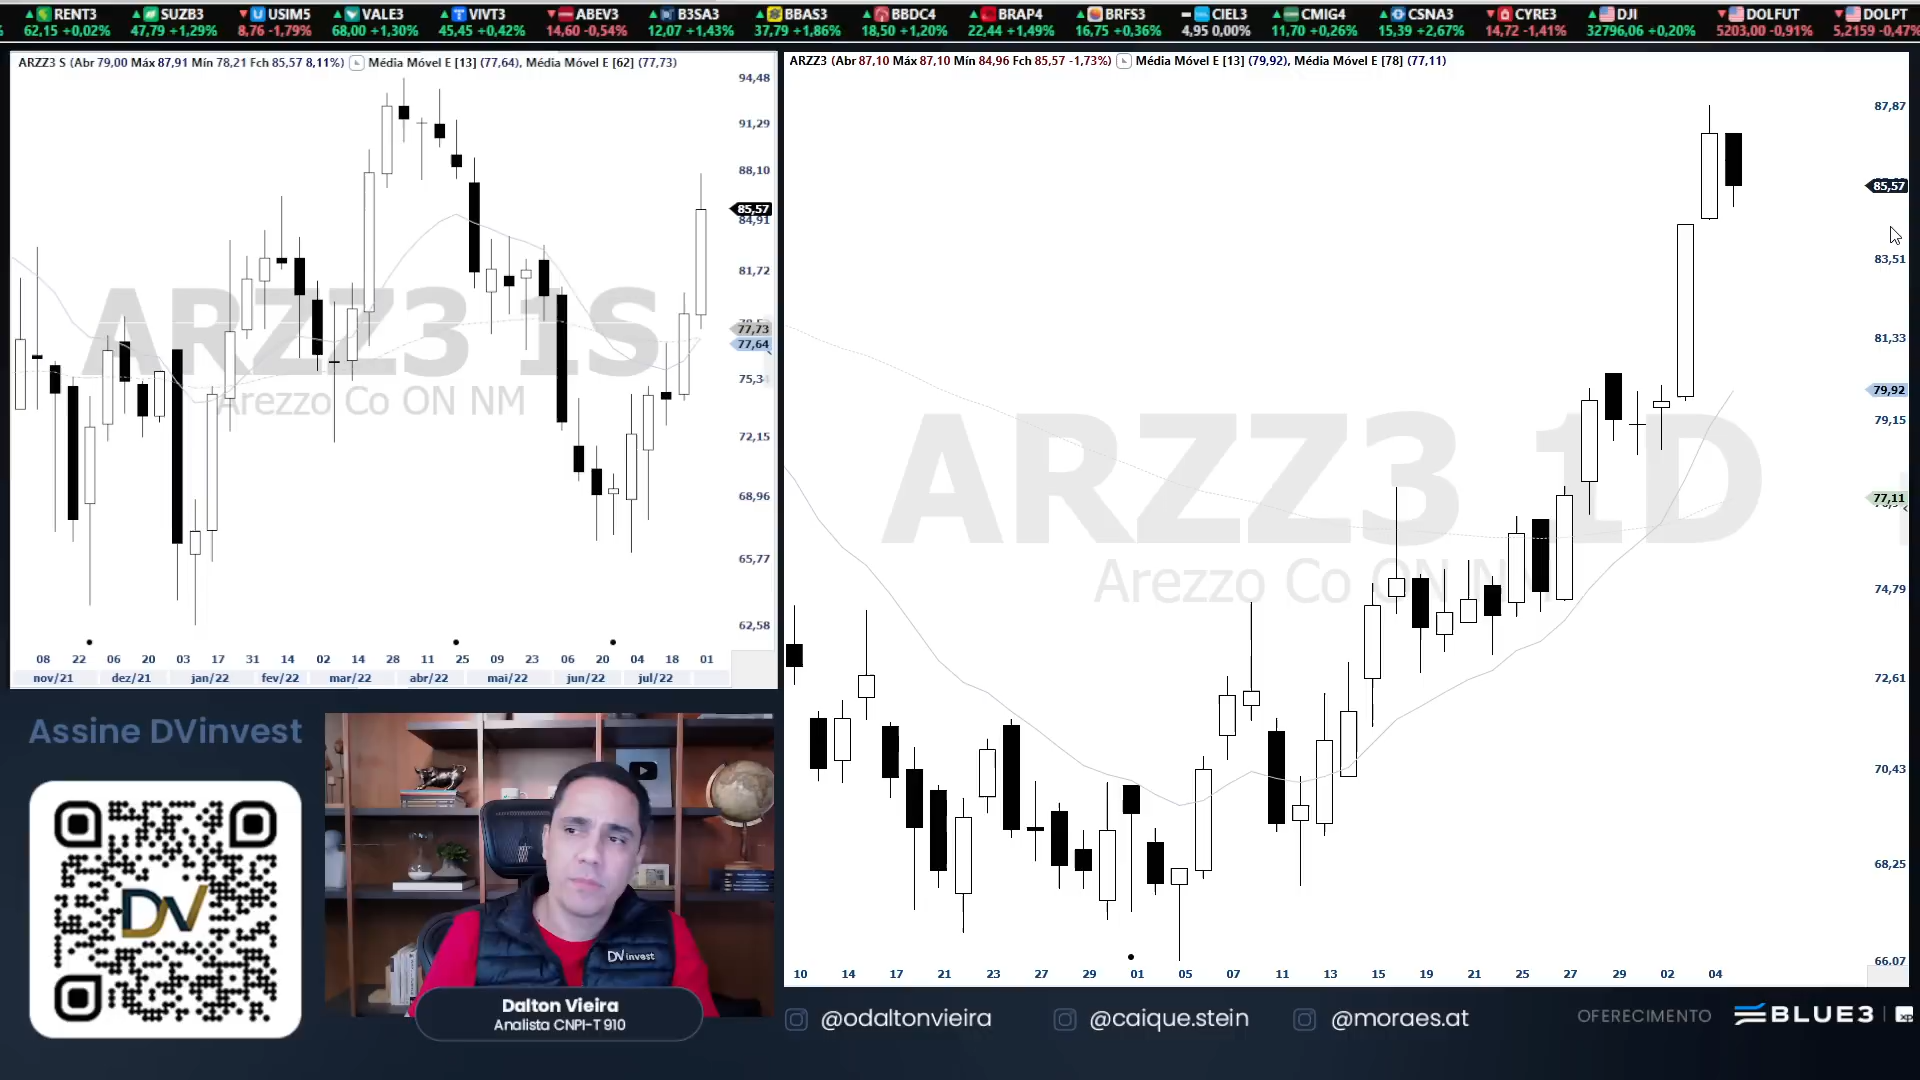 RENT3 SUZB3 USIM5 VALE3 VIVT3 ABEV3 B3SA3 BBAS3 BBDC4 BRAP4 BRFS3 CIEL3 CMIG4 CSNA3 CYRE3 DJI DOLFUT DOLPT
62,15 +0,02% 47,79 +1,29% 8,76 -1,79% 68,00 +1,30% 45,45 +0,42% 14,60 -0,54% 12,07 +1,43% 37,79 +1,86% 18,50 +1,20% 22,44 +1,49% 16,75 +0,36% 4,95 0,00% 11,70 +0,26% 15,39 +2,67% 14,72 -1,41% 32796,06 +0,20% 5203,00 -0,91% 5,2159 -0,47%
ARZZ3 S (Abr 79,00 Máx 87,91 Mín 78,21 Fch 85,57 8,11%) Média Móvel E [13] (77,64), Média Móvel E [62] (77,73)
94,48
91,29
88,10
85,57
84,91
81,72
77,73
77,64
75,34
72,15
68,96
65,77
62,58
ARZZ3 1S
Arezzo Co ON NM
08 22 06 20 03 17 31 14 02 14 28 11 25 09 23 06 20 04 18 01
nov/21 dez/21 jan/22 fev/22 mar/22 abr/22 mai/22 jun/22 jul/22
ARZZ3 (Abr 87,10 Máx 87,10 Mín 84,96 Fch 85,57 -1,73%) Média Móvel E [13] (79,92), Média Móvel E [78] (77,11)
87,87
85,57
83,51
81,33
79,92
79,15
77,11
74,79
72,61
70,43
68,25
66.07
ARZZ3 1D
Arezzo Co ON NM
10 14 17 21 23 27 29 01 05 07 11 13 15 19 21 25 27 29 02 04
Assine DVinvest
DV
DVinvest
Dalton Vieira
Analista CNPI-T 910
@odaltonvieira @caique.stein @moraes.at
OFERECIMENTO BLUE3 xp